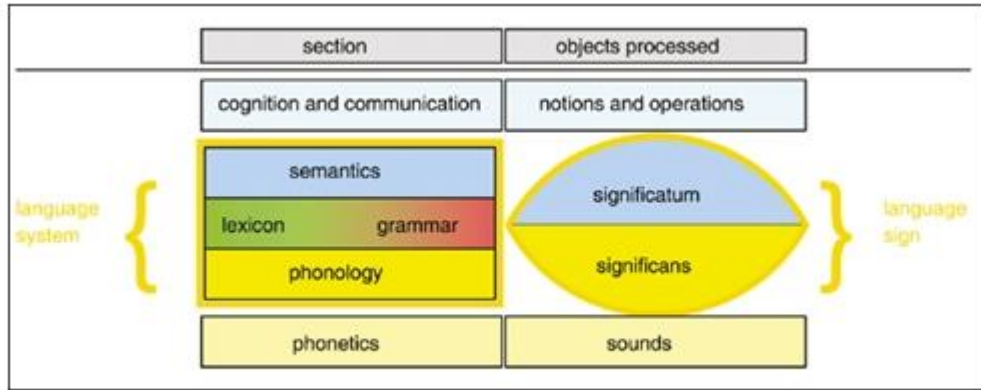 section objects processed
cognition and communication notions and operations
semantics
significatum
language system
lexicon grammar
language sign
phonology
significans
phonetics sounds